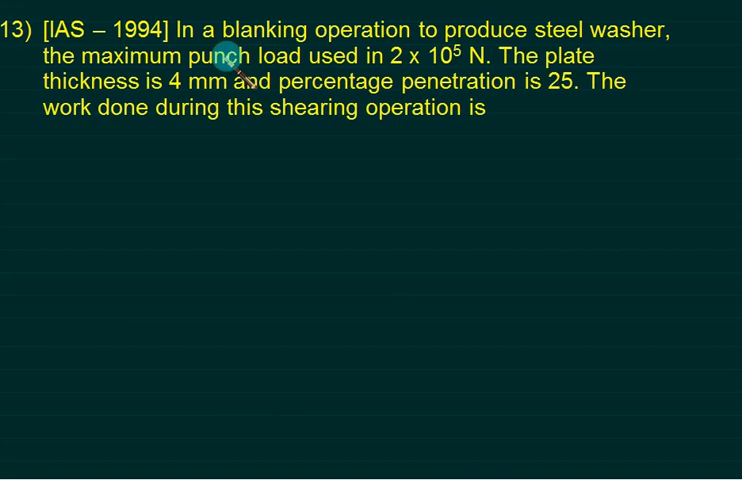 13) [IAS – 1994] In a blanking operation to produce steel washer,
the maximum punch load used in 2 x 10⁵ N. The plate
thickness is 4 mm and percentage penetration is 25. The
work done during this shearing operation is